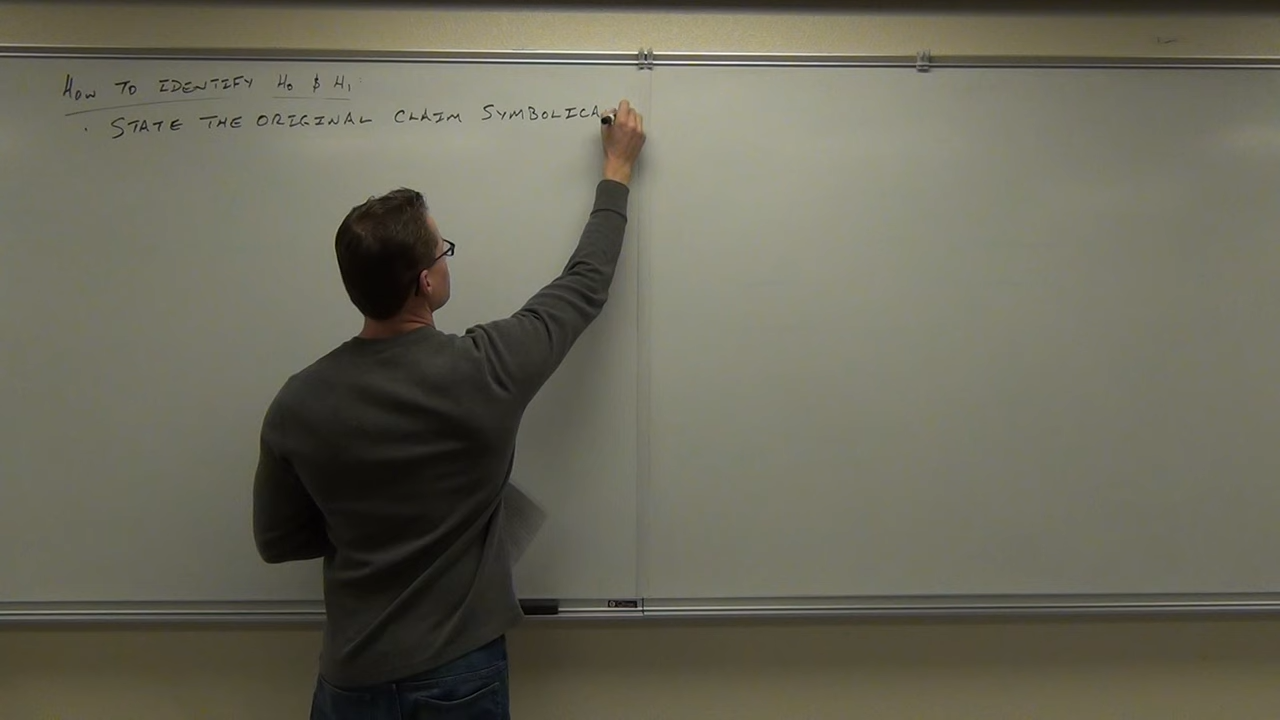 HOW TO IDENTIFY H₀ & H₁:
· STATE THE ORIGINAL CLAIM SYMBOLICA